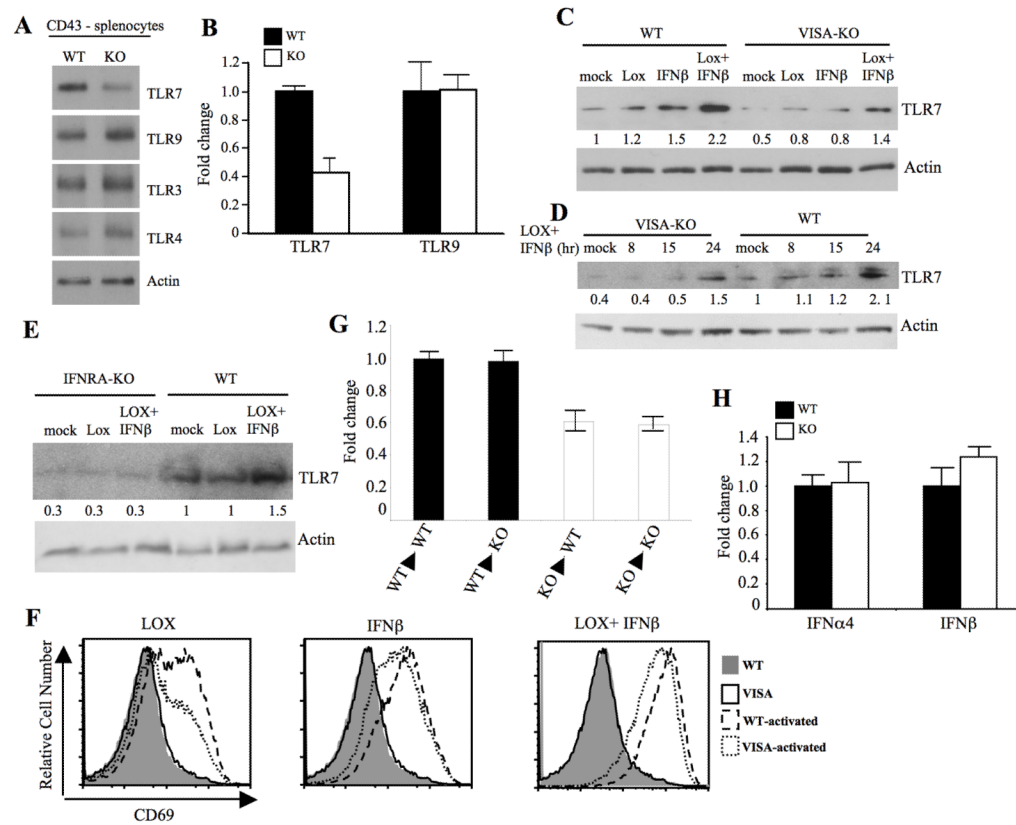 A
CD43 - splenocytes
WT KO
TLR7
TLR9
TLR3
TLR4
Actin
B
WT
KO
Fold change
1.2
1.0
0.8
0.6
0.4
0.2
0
TLR7 TLR9
C
WT VISA-KO
mock Lox IFNβ Lox+ IFNβ mock Lox IFNβ Lox+ IFNβ
TLR7
1 1.2 1.5 2.2 0.5 0.8 0.8 1.4
Actin
D
LOX+ IFNβ (hr)
VISA-KO WT
mock 8 15 24 mock 8 15 24
TLR7
0.4 0.4 0.5 1.5 1 1.1 1.2 2. 1
Actin
E
IFNRA-KO WT
mock Lox LOX+ IFNβ mock Lox LOX+ IFNβ
TLR7
0.3 0.3 0.3 1 1 1.5
Actin
G
Fold change
1.2
1.0
0.8
0.6
0.4
0.2
0
WT▶WT
WT▶KO
KO▶WT
KO▶KO
H
WT
KO
Fold change
1.4
1.2
1.0
0.8
0.6
0.4
0.2
0
IFNα4 IFNβ
F
LOX
IFNβ
LOX+ IFNβ
Relative Cell Number
CD69
WT
VISA
WT-activated
VISA-activated